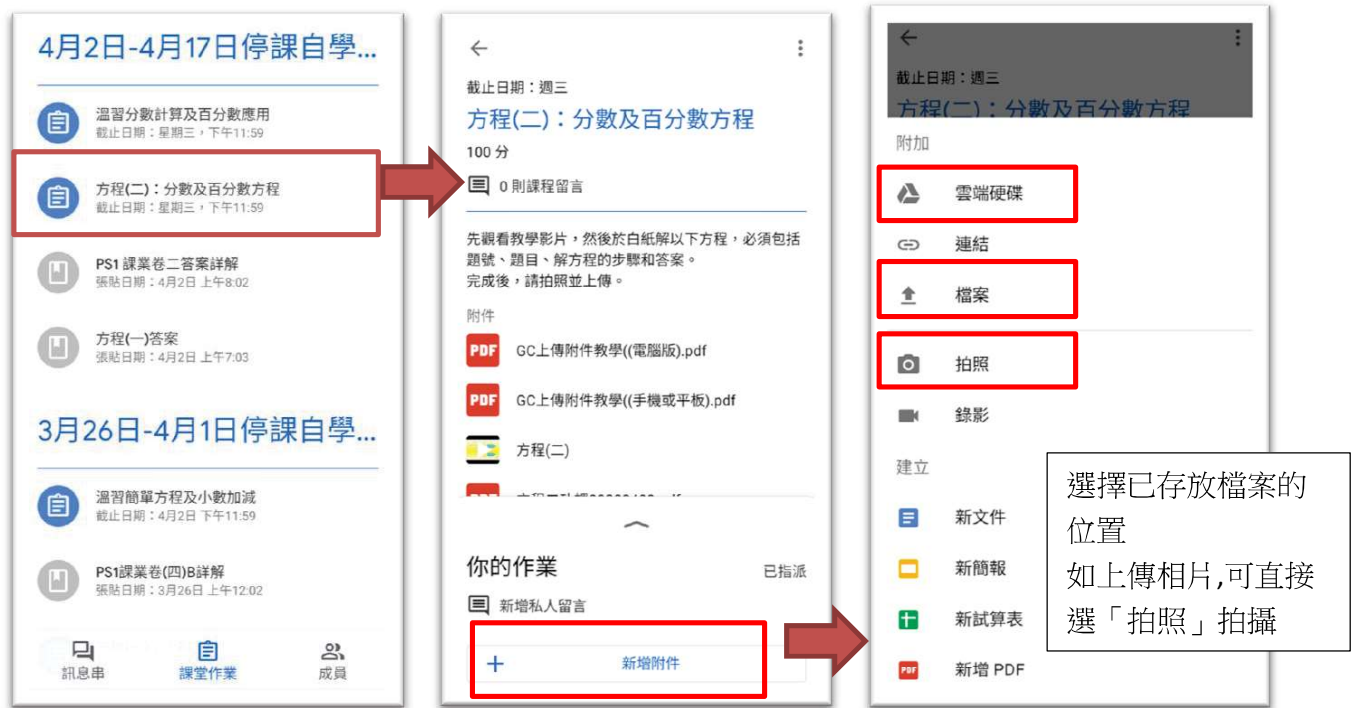 4月2日-4月17日停課自學...
溫習分數計算及百分數應用
截止日期：星期三，下午11:59
方程(二)：分數及百分數方程
截止日期：星期三，下午11:59
PS1 課業卷二答案詳解
張貼日期：4月2日 上午8:02
方程(一)答案
張貼日期：4月2日 上午7:03
3月26日-4月1日停課自學...
溫習簡單方程及小數加減
截止日期：4月2日 下午11:59
PS1課業卷(四)B詳解
張貼日期：3月26日 上午12:02
訊息串
課堂作業
成員
截止日期：週三
方程(二)：分數及百分數方程
100 分
0 則課程留言
先觀看教學影片，然後於白紙解以下方程，必須包括
題號、題目、解方程的步驟和答案。
完成後，請拍照並上傳。
附件
PDF GC上傳附件教學((電腦版).pdf
PDF GC上傳附件教學((手機或平板).pdf
方程(二)
你的作業
已指派
新增私人留言
+ 新增附件
截止日期：週三
方程(二)：分數及百分數方程
附加
雲端硬碟
連結
檔案
拍照
錄影
建立
新文件
新簡報
新試算表
PDF 新增 PDF
選擇已存放檔案的
位置
如上傳相片,可直接
選「拍照」拍攝